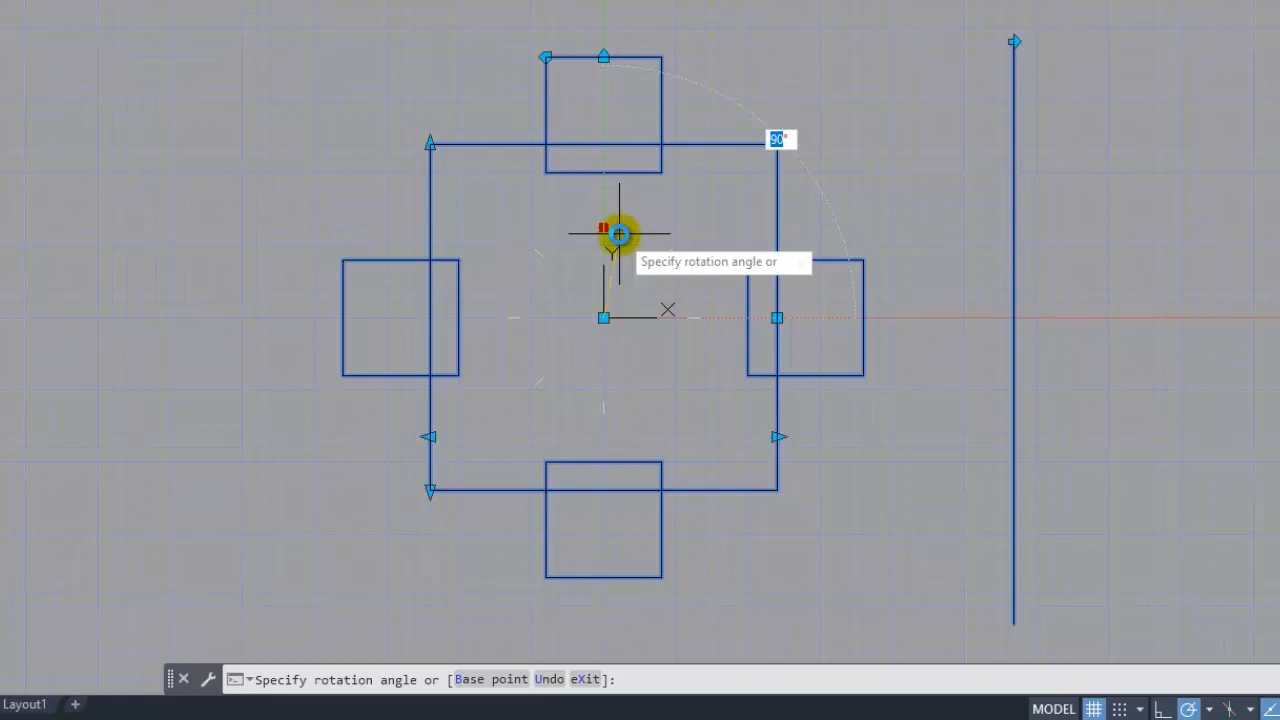 90°
Y
Specify rotation angle or
X
Specify rotation angle or [Base point Undo eXit]:
Layout1 +
MODEL